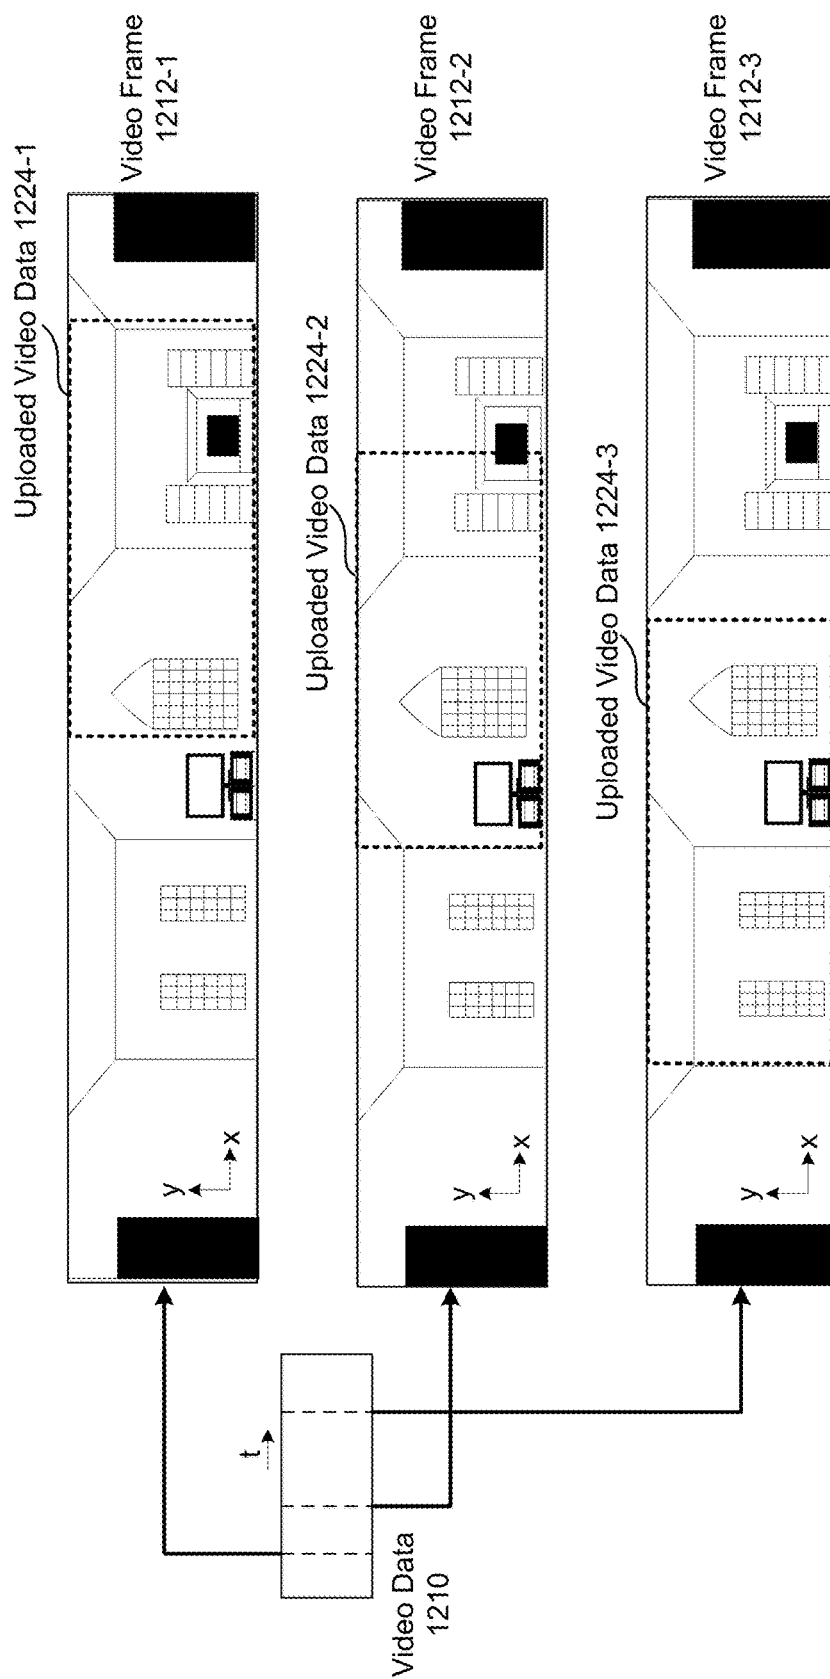 Uploaded Video Data 1224-1
Video Frame
1212-1
Uploaded Video Data 1224-2
Video Frame
1212-2
Uploaded Video Data 1224-3
Video Frame
1212-3
y
x
y
x
y
x
t
Video Data
1210